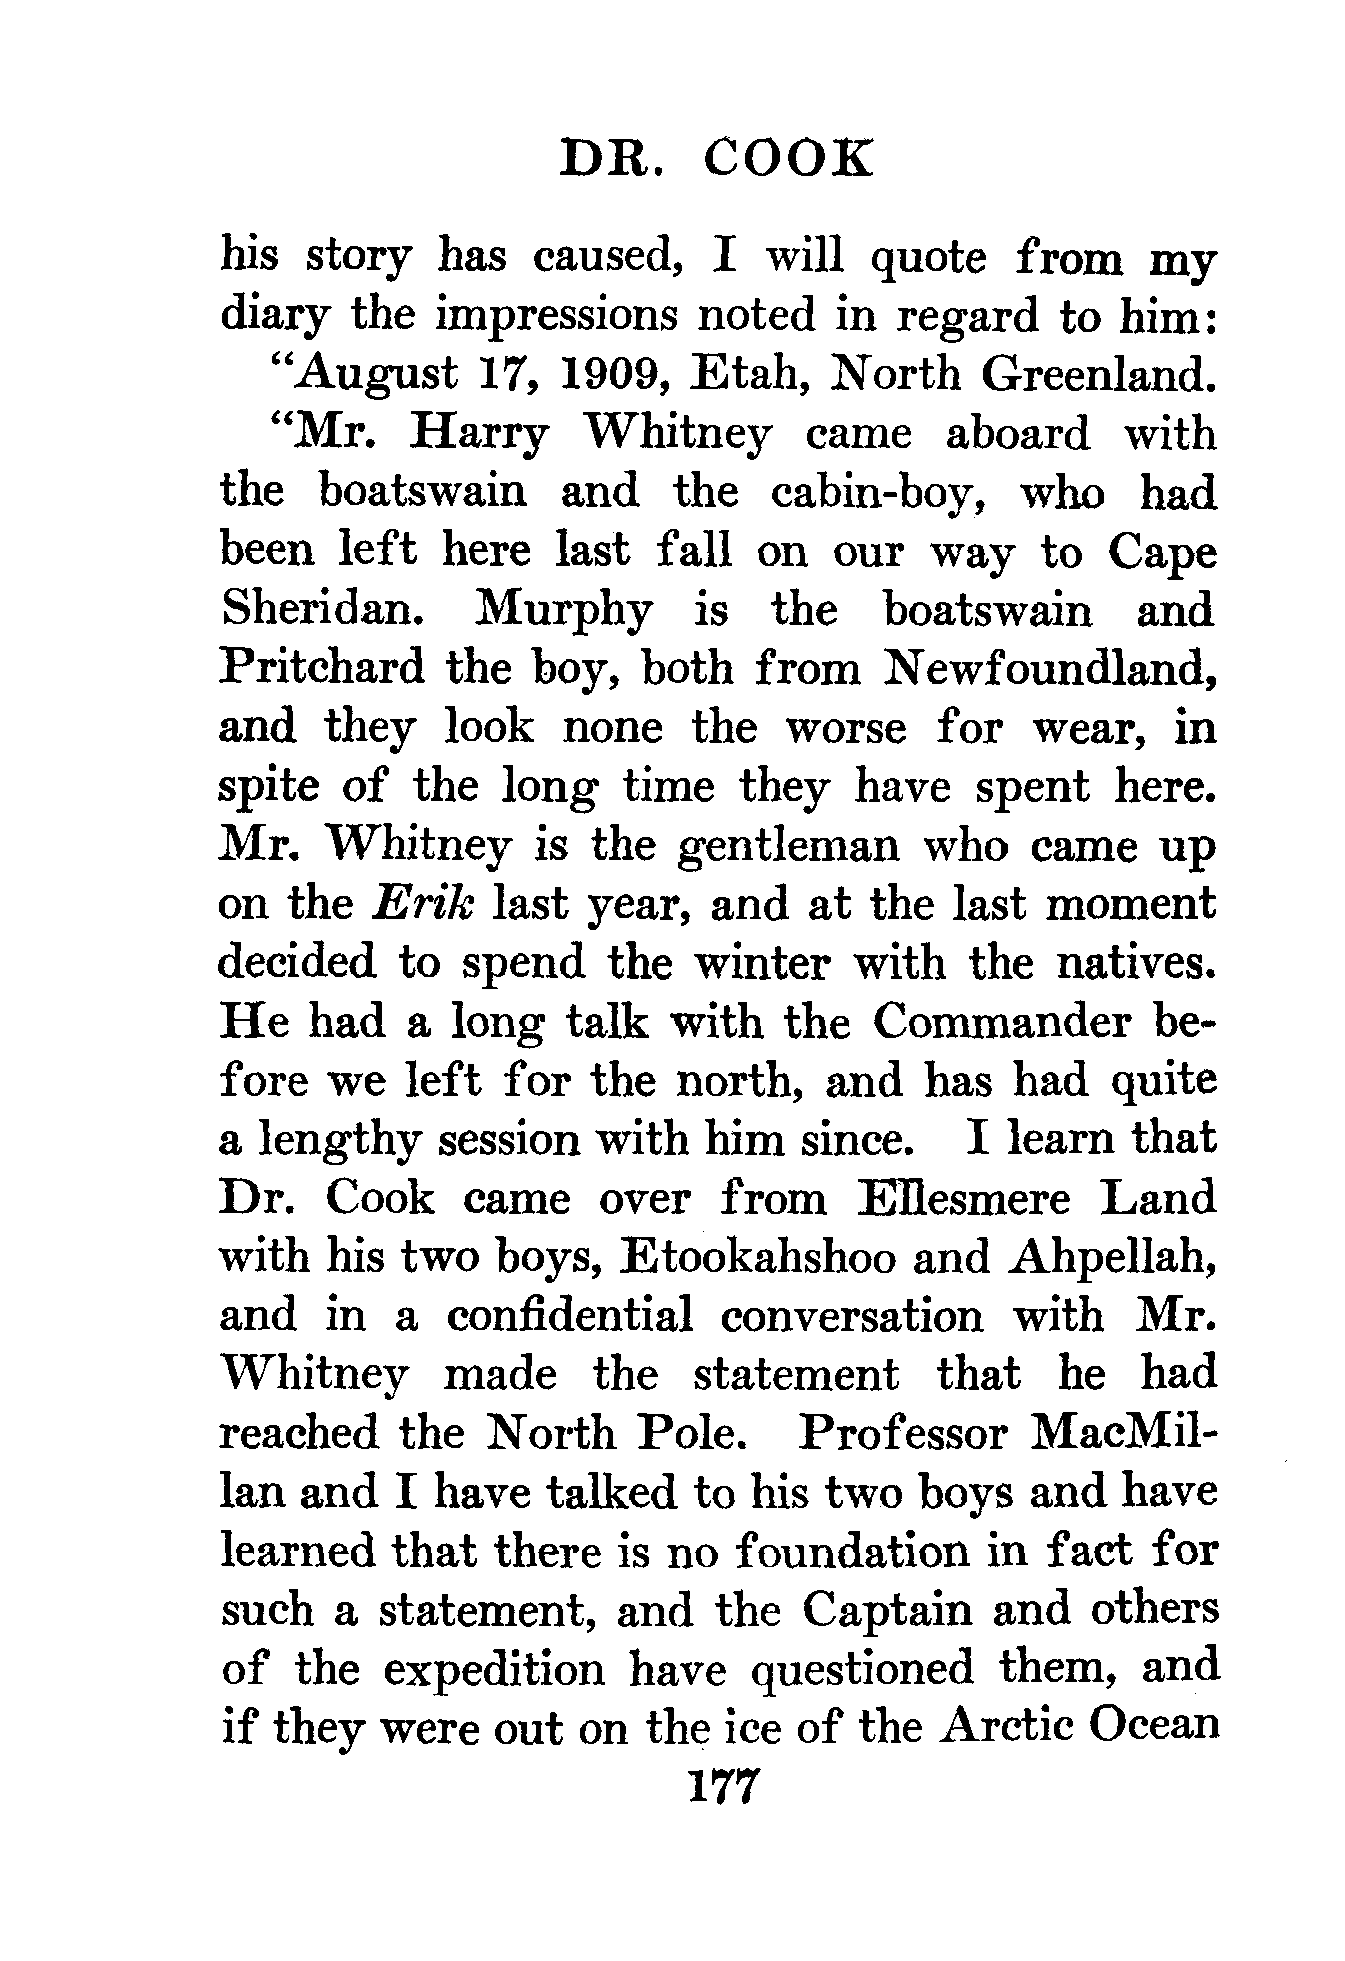 DR. COOK
his story has caused, I will quote from my
diary the impressions noted in regard to him:
“August 17, 1909, Etah, North Greenland.
“Mr. Harry Whitney came aboard with
the boatswain and the cabin-boy, who had
been left here last fall on our way to Cape
Sheridan. Murphy is the boatswain and
Pritchard the boy, both from Newfoundland,
and they look none the worse for wear, in
spite of the long time they have spent here.
Mr. Whitney is the gentleman who came up
on the Erik last year, and at the last moment
decided to spend the winter with the natives.
He had a long talk with the Commander be-
fore we left for the north, and has had quite
a lengthy session with him since. I learn that
Dr. Cook came over from Ellesmere Land
with his two boys, Etookahshoo and Ahpellah,
and in a confidential conversation with Mr.
Whitney made the statement that he had
reached the North Pole. Professor MacMil-
lan and I have talked to his two boys and have
learned that there is no foundation in fact for
such a statement, and the Captain and others
of the expedition have questioned them, and
if they were out on the ice of the Arctic Ocean
177